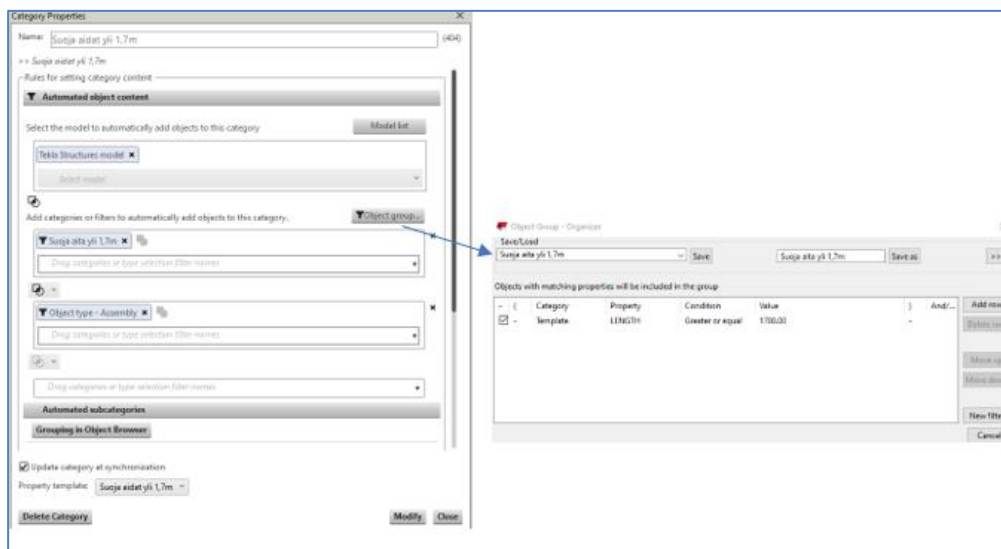 Category Properties
Name: Suoja aidat yli 1,7m (404)
>> Suoja aidat yli 1,7m
Rules for setting category content
Automated object content
Select the model to automatically add objects to this category
Model list
Tekla Structures model
Select model
Add categories or filters to automatically add objects to this category.
Object group...
Suoja aita yli 1,7m
Drag categories or type selection filter names
Object type - Assembly
Drag categories or type selection filter names
Drag categories or type selection filter names
Automated subcategories
Grouping in Object Browser
Update category at synchronization
Property template: Suoja aidat yli 1,7m
Delete Category Modify Close
Object Group - Organizer
Save/Load
Suoja aita yli 1,7m Save Suoja aita yli 1,7m Save as >>
Objects with matching properties will be included in the group
- ( Category Property Condition Value ) And/...
- Template LENGTH Greater or equal 1700.00 -
Add row
Delete
Move
Move
New filte
Cancel